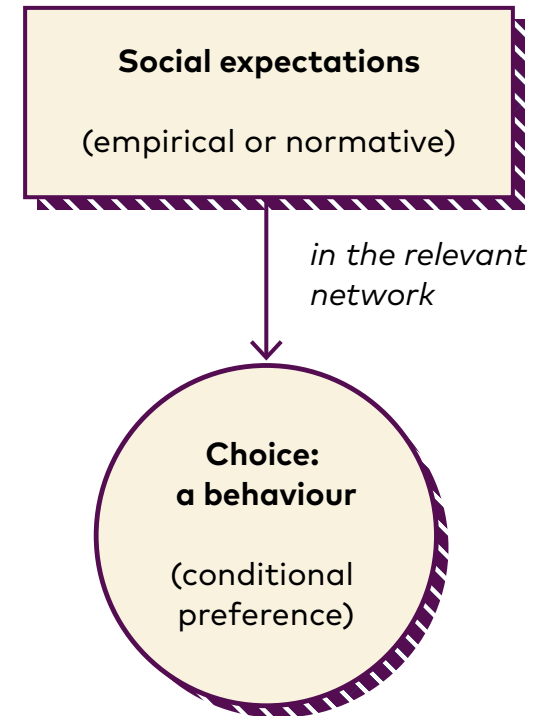 Social expectations
(empirical or normative)
in the relevant
network
Choice:
a behaviour
(conditional
preference)